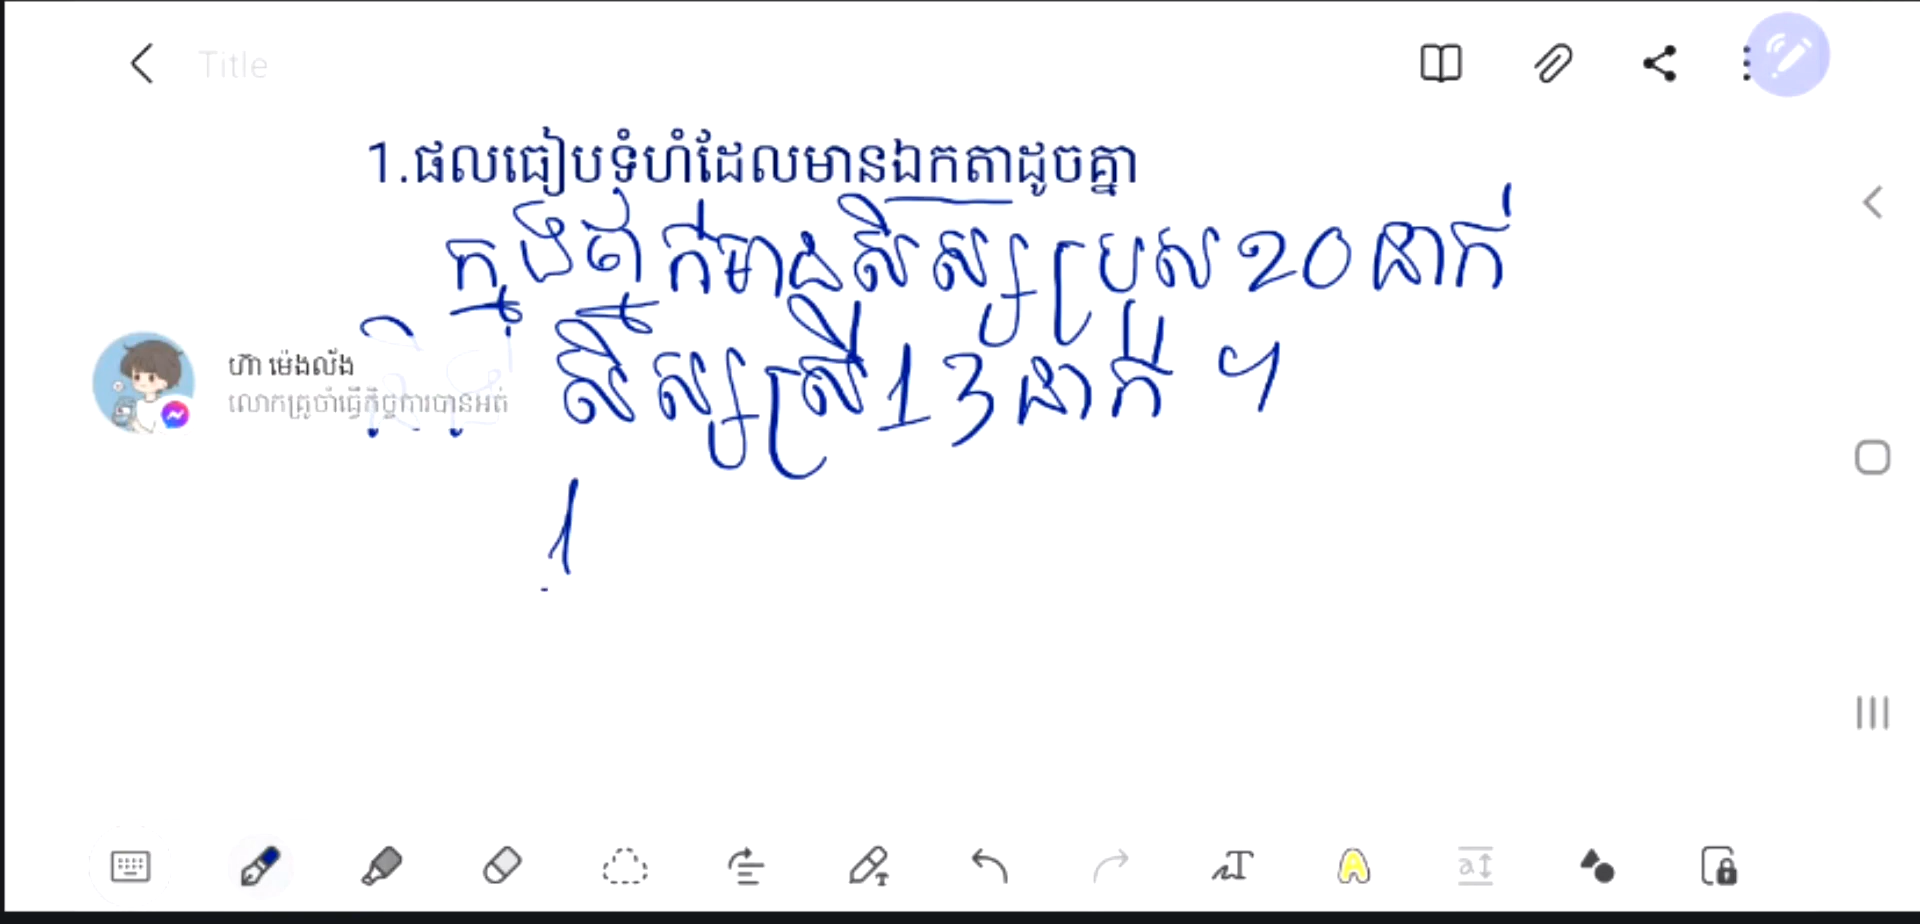 Title
1.ផលធៀបទំហំដែលមានឯកតាដូចគ្នា
ក្នុងថ្នាក់មានសិស្សប្រុស20នាក់
ហ៊ា ម៉េងលីង
លោកគ្រូចាំធ្វើកិច្ចការបានអត់
សិស្សស្រី13នាក់ ។
1